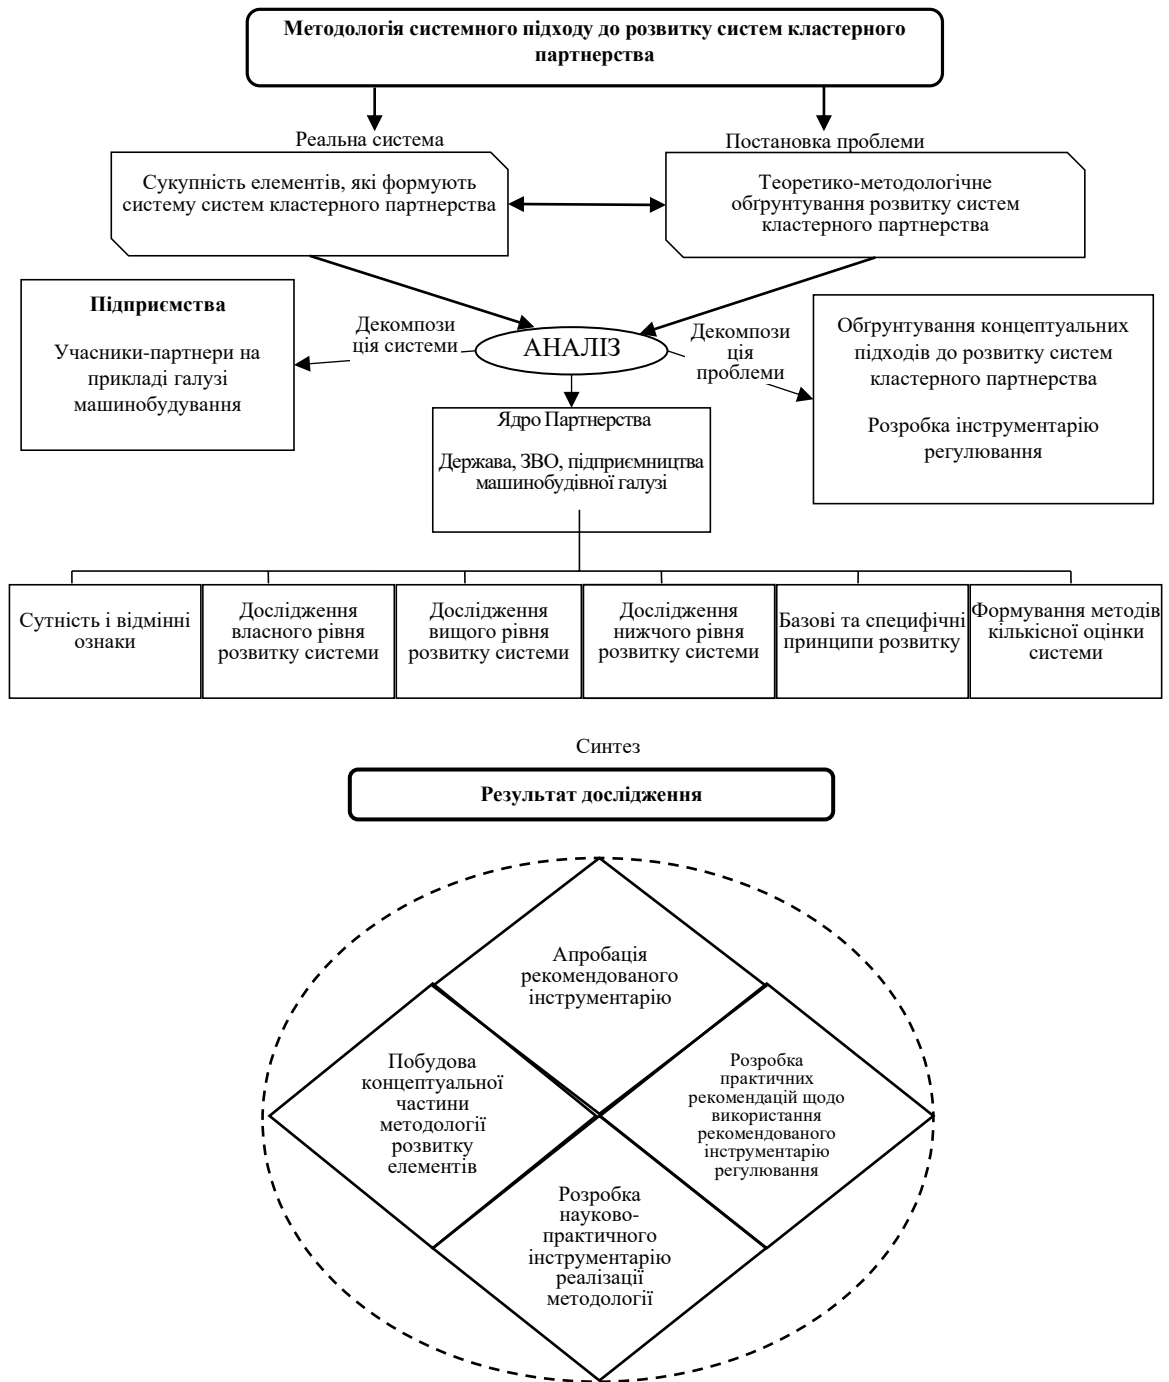 Методологія системного підходу до розвитку систем кластерного
партнерства
Реальна система
Постановка проблеми
Сукупність елементів, які формують
систему систем кластерного партнерства
Теоретико-методологічне
обґрунтування розвитку систем
кластерного партнерства
Підприємства
Учасники-партнери на
прикладі галузі
машинобудування
Декомпози
ція системи
АНАЛІЗ
Декомпози
ція
проблеми
Обґрунтування концептуальних
підходів до розвитку систем
кластерного партнерства
Розробка інструментарію
регулювання
Ядро Партнерства
Держава, ЗВО, підприємництва
машинобудівної галузі
Сутність і відмінні
ознаки
Дослідження
власного рівня
розвитку системи
Дослідження
вищого рівня
розвитку системи
Дослідження
нижчого рівня
розвитку системи
Базові та специфічні
принципи розвитку
Формування методів
кількісної оцінки
системи
Синтез
Результат дослідження
Апробація
рекомендованого
інструментарію
Побудова
концептуальної
частини
методології
розвитку
елементів
Розробка
практичних
рекомендацій щодо
використання
рекомендованого
інструментарію
регулювання
Розробка
науково-
практичного
інструментарію
реалізації
методології